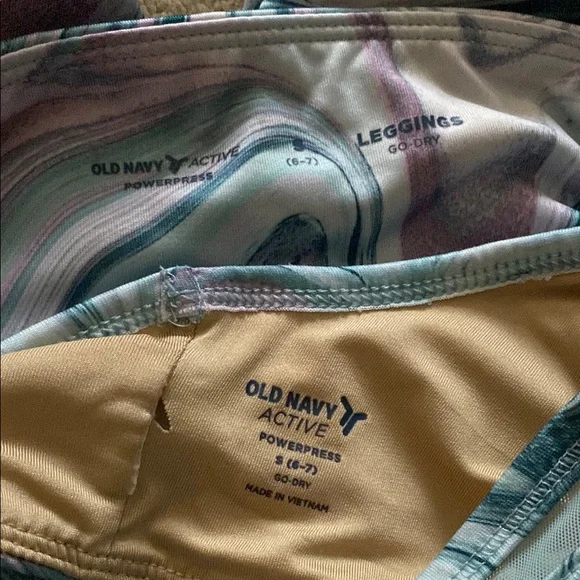 OLD NAVY ACTIVE
POWERPRESS
S
(6-7)
LEGGINGS
GO-DRY
OLD NAVY
ACTIVE
POWERPRESS
S (6-7)
GO-DRY
MADE IN VIETNAM